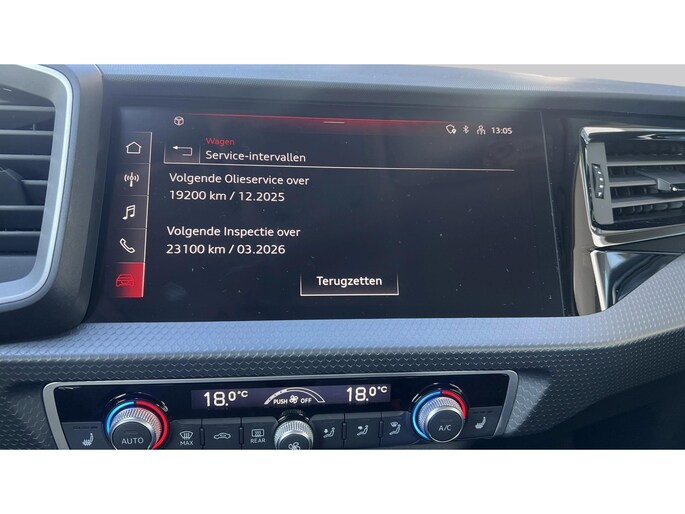 13:05
Wagen
Service-intervallen
Volgende Olieservice over
19200 km / 12.2025
Volgende Inspectie over
23100 km / 03.2026
Terugzetten
18.0°C PUSH OFF 18.0°C
AUTO MAX REAR A/C